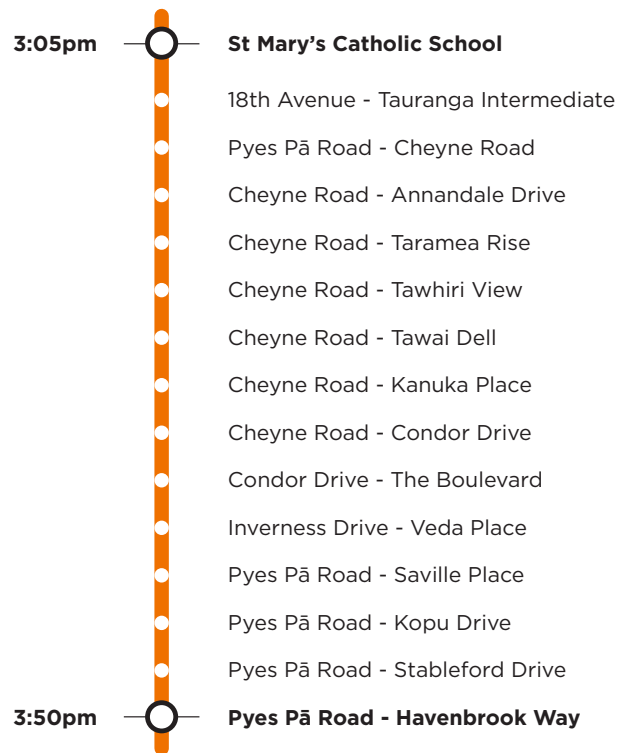 3:05pm St Mary’s Catholic School
18th Avenue - Tauranga Intermediate
Pyes Pā Road - Cheyne Road
Cheyne Road - Annandale Drive
Cheyne Road - Taramea Rise
Cheyne Road - Tawhiri View
Cheyne Road - Tawai Dell
Cheyne Road - Kanuka Place
Cheyne Road - Condor Drive
Condor Drive - The Boulevard
Inverness Drive - Veda Place
Pyes Pā Road - Saville Place
Pyes Pā Road - Kopu Drive
Pyes Pā Road - Stableford Drive
3:50pm Pyes Pā Road - Havenbrook Way